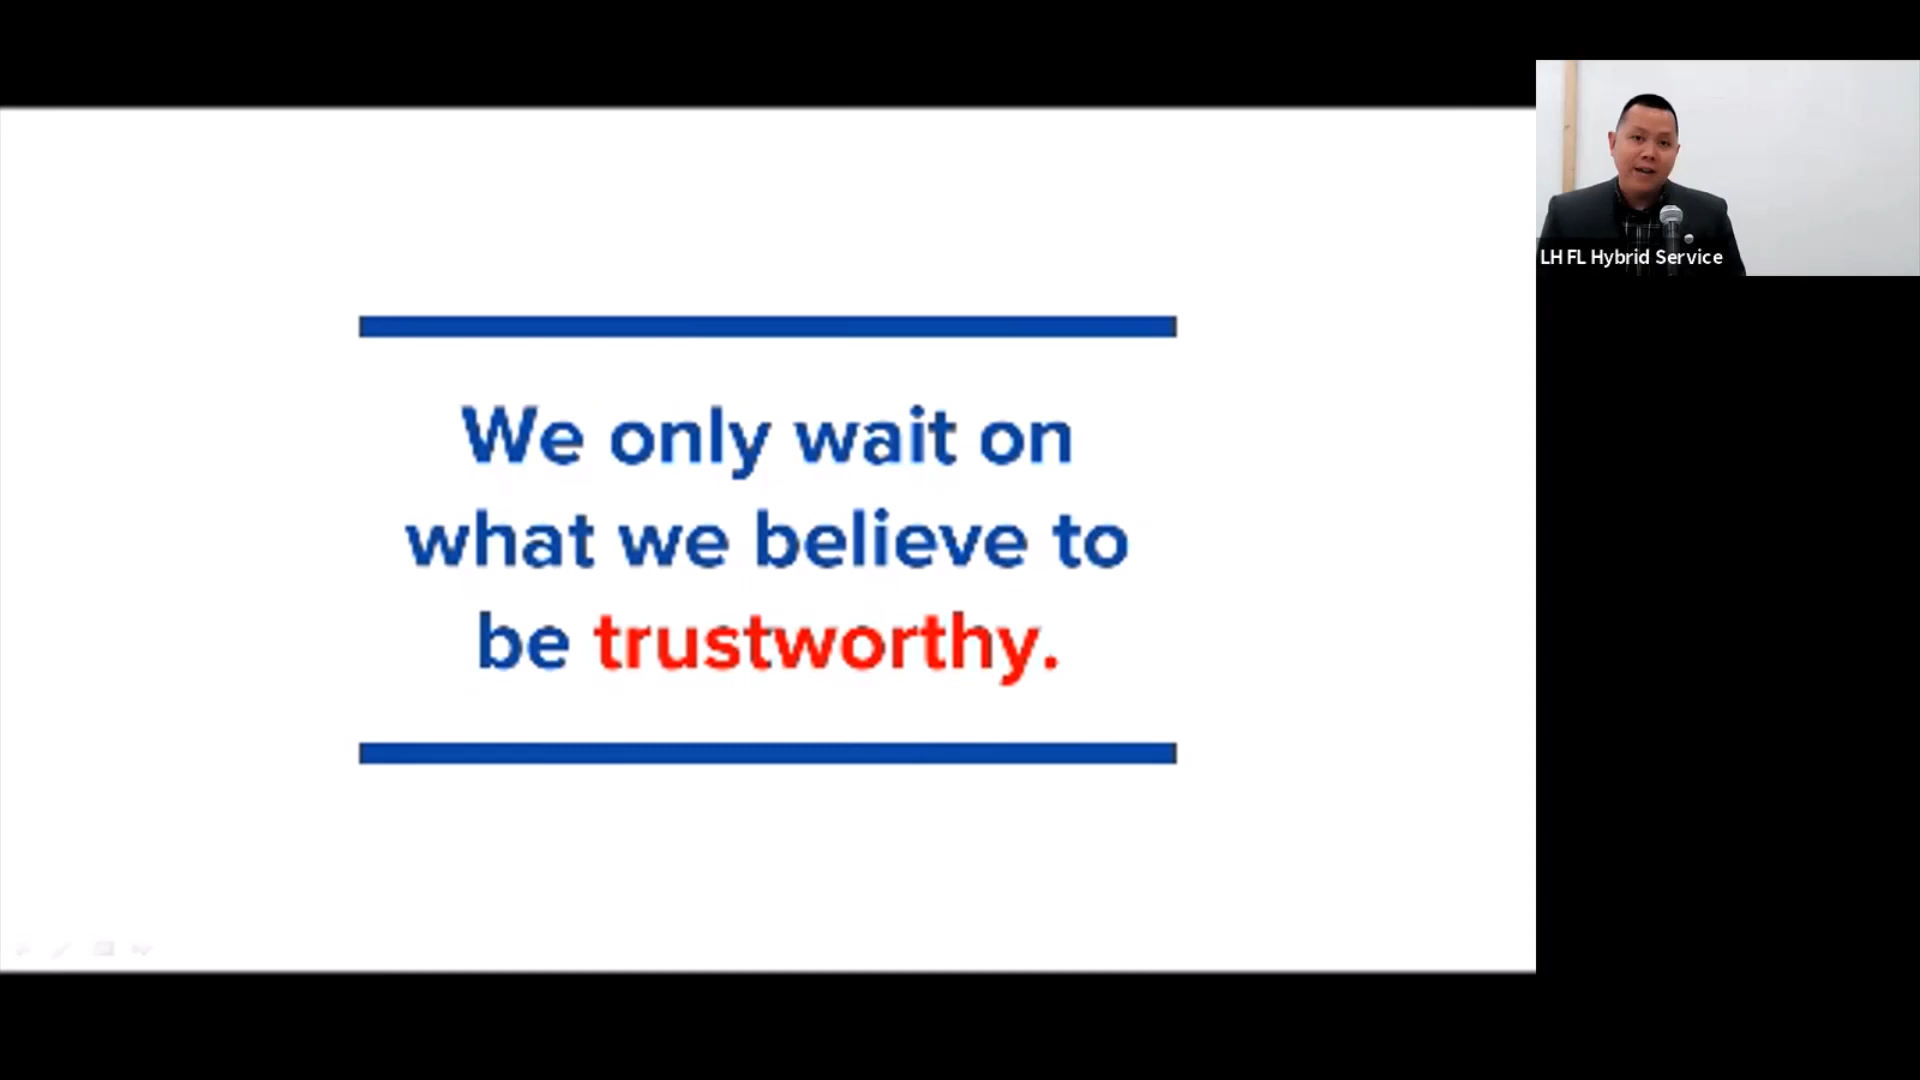 We only wait on
what we believe to
be trustworthy.
LH FL Hybrid Service